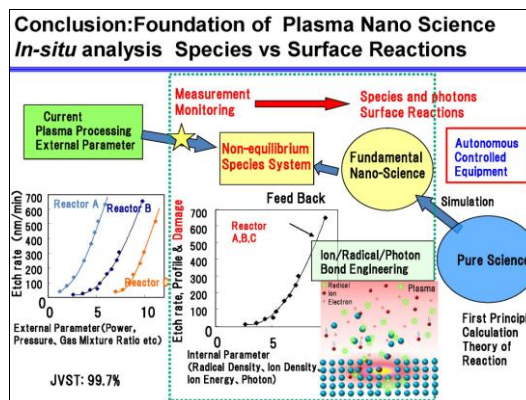 Conclusion:Foundation of Plasma Nano Science
In-situ analysis Species vs Surface Reactions
Current
Plasma Processing
External Parameter
Measurement
Monitoring
Species and photons
Surface Reactions
Non-equilibrium
Species System
Fundamental
Nano-Science
Autonomous
Controlled
Equipment
Feed Back
Simulation
Pure Science
First Principle
Calculation
Theory of
Reaction
Etch rate (nm/min)
700
600
500
400
300
200
100
0
0
5
10
Reactor A
Reactor B
Reactor C
External Parameter(Power,
Pressure、Gas Mixture Ratio etc)
JVST: 99.7%
Etch rate, Profile & Damage
700
600
500
400
300
200
100
0
Reactor
A,B,C
Internal Parameter
(Radical Density、Ion Density、
Ion Energy、Photon)
Ion/Radical/Photon
Bond Engineering
Radical
Ion
Electron
Plasma